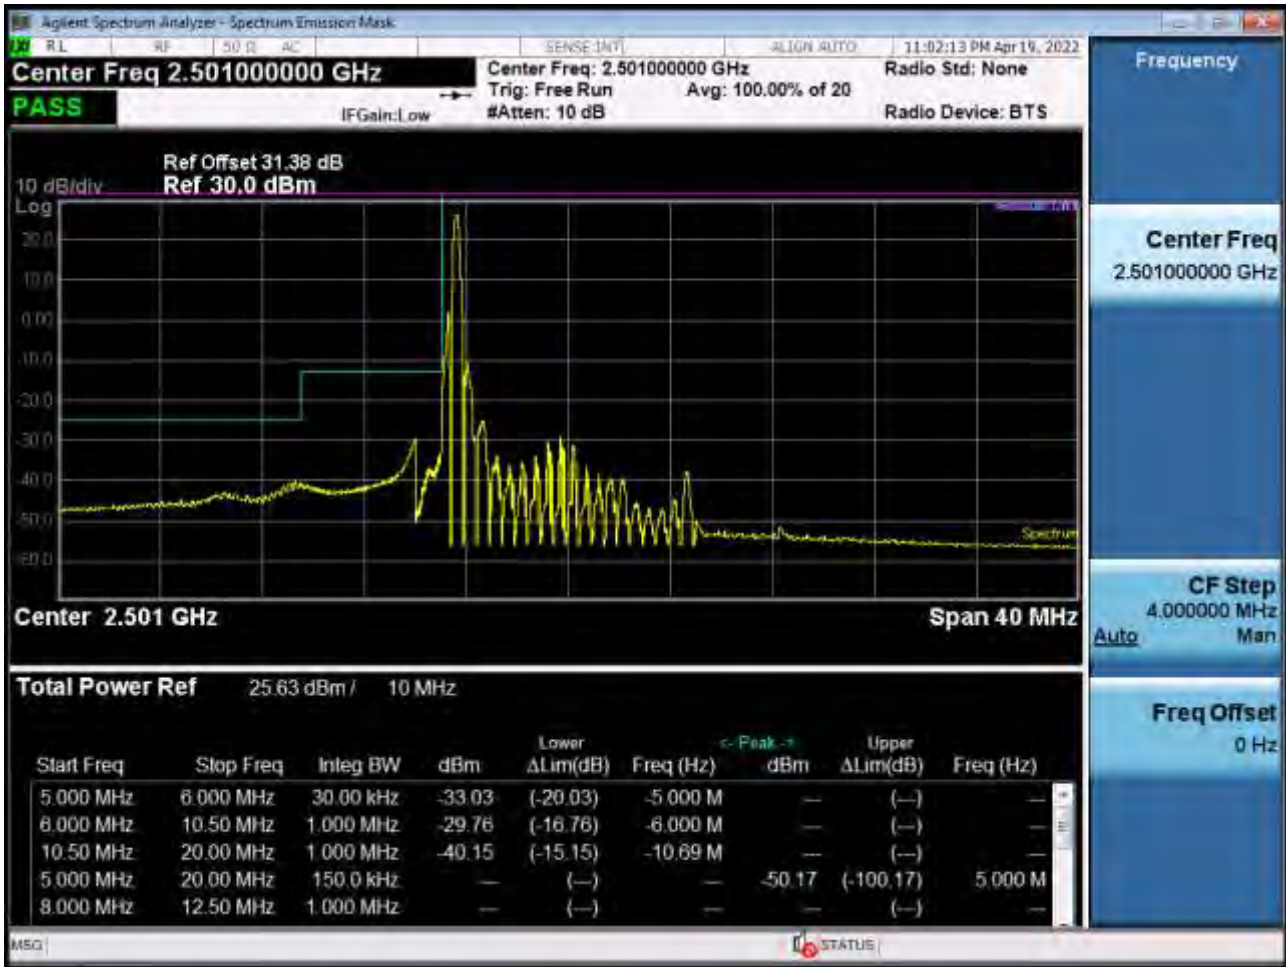 Agilent Spectrum Analyzer - Spectrum Emission Mask
LXI RL RF 50 Ω AC SENSE:INT ALIGN AUTO 11:02:13 PM Apr 19, 2022
Center Freq 2.501000000 GHz
Center Freq: 2.501000000 GHz
Radio Std: None
Trig: Free Run Avg: 100.00% of 20
PASS
IFGain:Low
#Atten: 10 dB
Radio Device: BTS
Ref Offset 31.38 dB
10 dB/div Ref 30.0 dBm
Log
20.0
10.0
0.00
-10.0
-20.0
-30.0
-40.0
-50.0
-60.0
Spectrum
Center 2.501 GHz Span 40 MHz
Total Power Ref 25.63 dBm / 10 MHz
Lower <- Peak -> Upper
Start Freq Stop Freq Integ BW dBm ΔLim(dB) Freq (Hz) dBm ΔLim(dB) Freq (Hz)
5.000 MHz 6.000 MHz 30.00 kHz -33.03 (-20.03) -5.000 M --- (---) ---
6.000 MHz 10.50 MHz 1.000 MHz -29.76 (-16.76) -6.000 M --- (---) ---
10.50 MHz 20.00 MHz 1.000 MHz -40.15 (-15.15) -10.69 M --- (---) ---
5.000 MHz 20.00 MHz 150.0 kHz --- (---) --- -50.17 (-100.17) 5.000 M
8.000 MHz 12.50 MHz 1.000 MHz --- (---) --- --- (---) ---
MSG STATUS
Frequency
Center Freq
2.501000000 GHz
CF Step
4.000000 MHz
Auto Man
Freq Offset
0 Hz